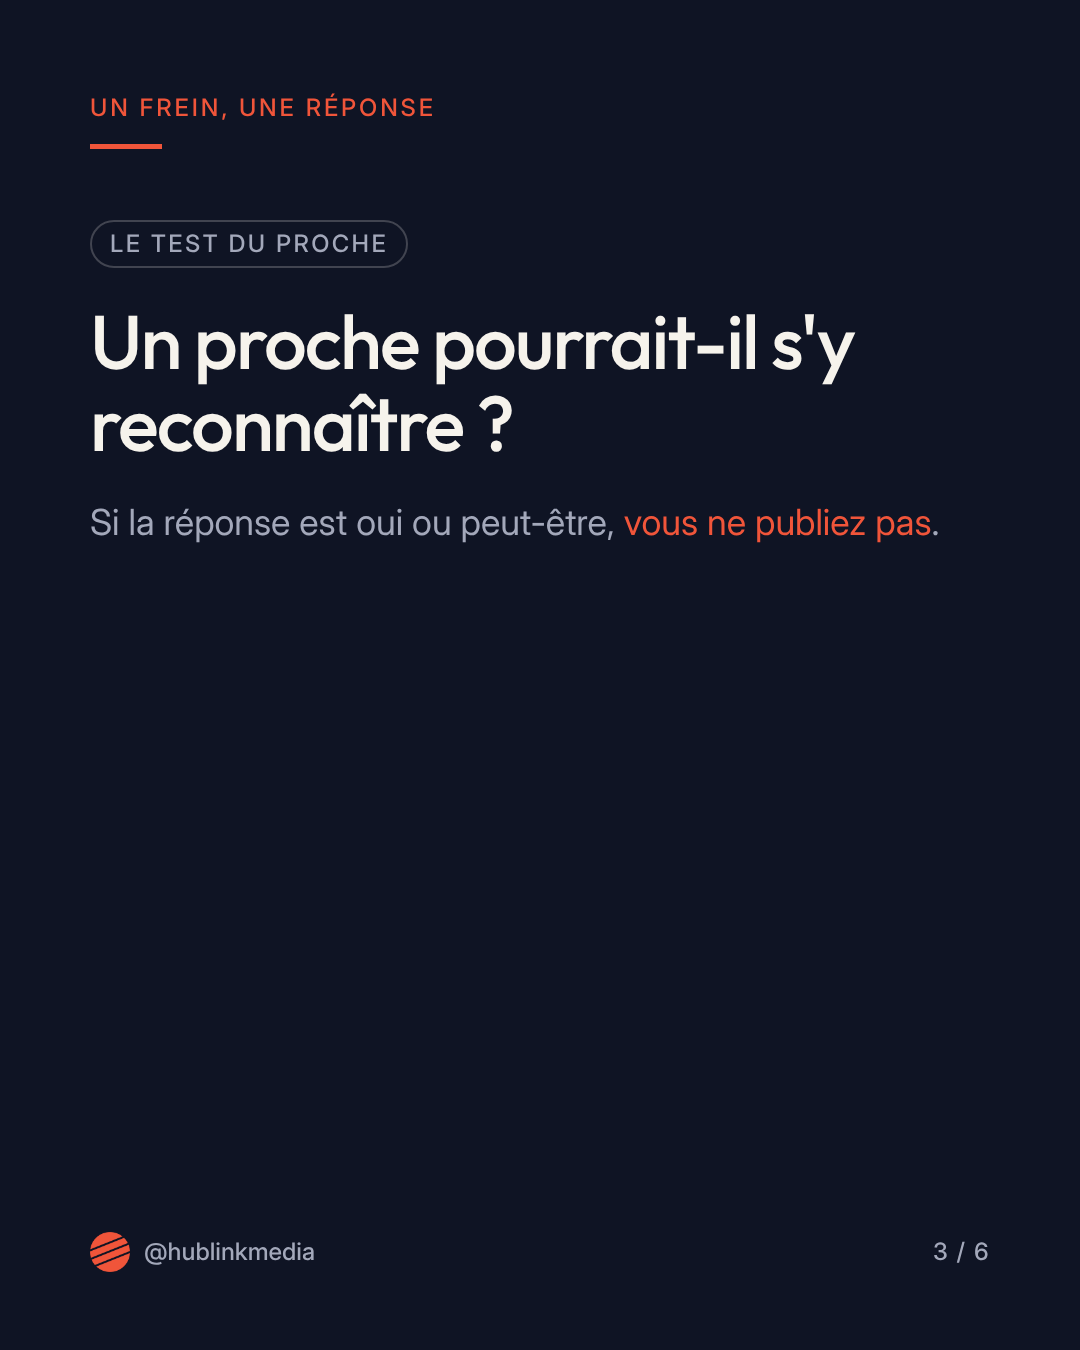 UN FREIN, UNE RÉPONSE
LE TEST DU PROCHE
Un proche pourrait-il s'y
reconnaître ?
Si la réponse est oui ou peut-être, vous ne publiez pas.
@hublinkmedia
3 / 6